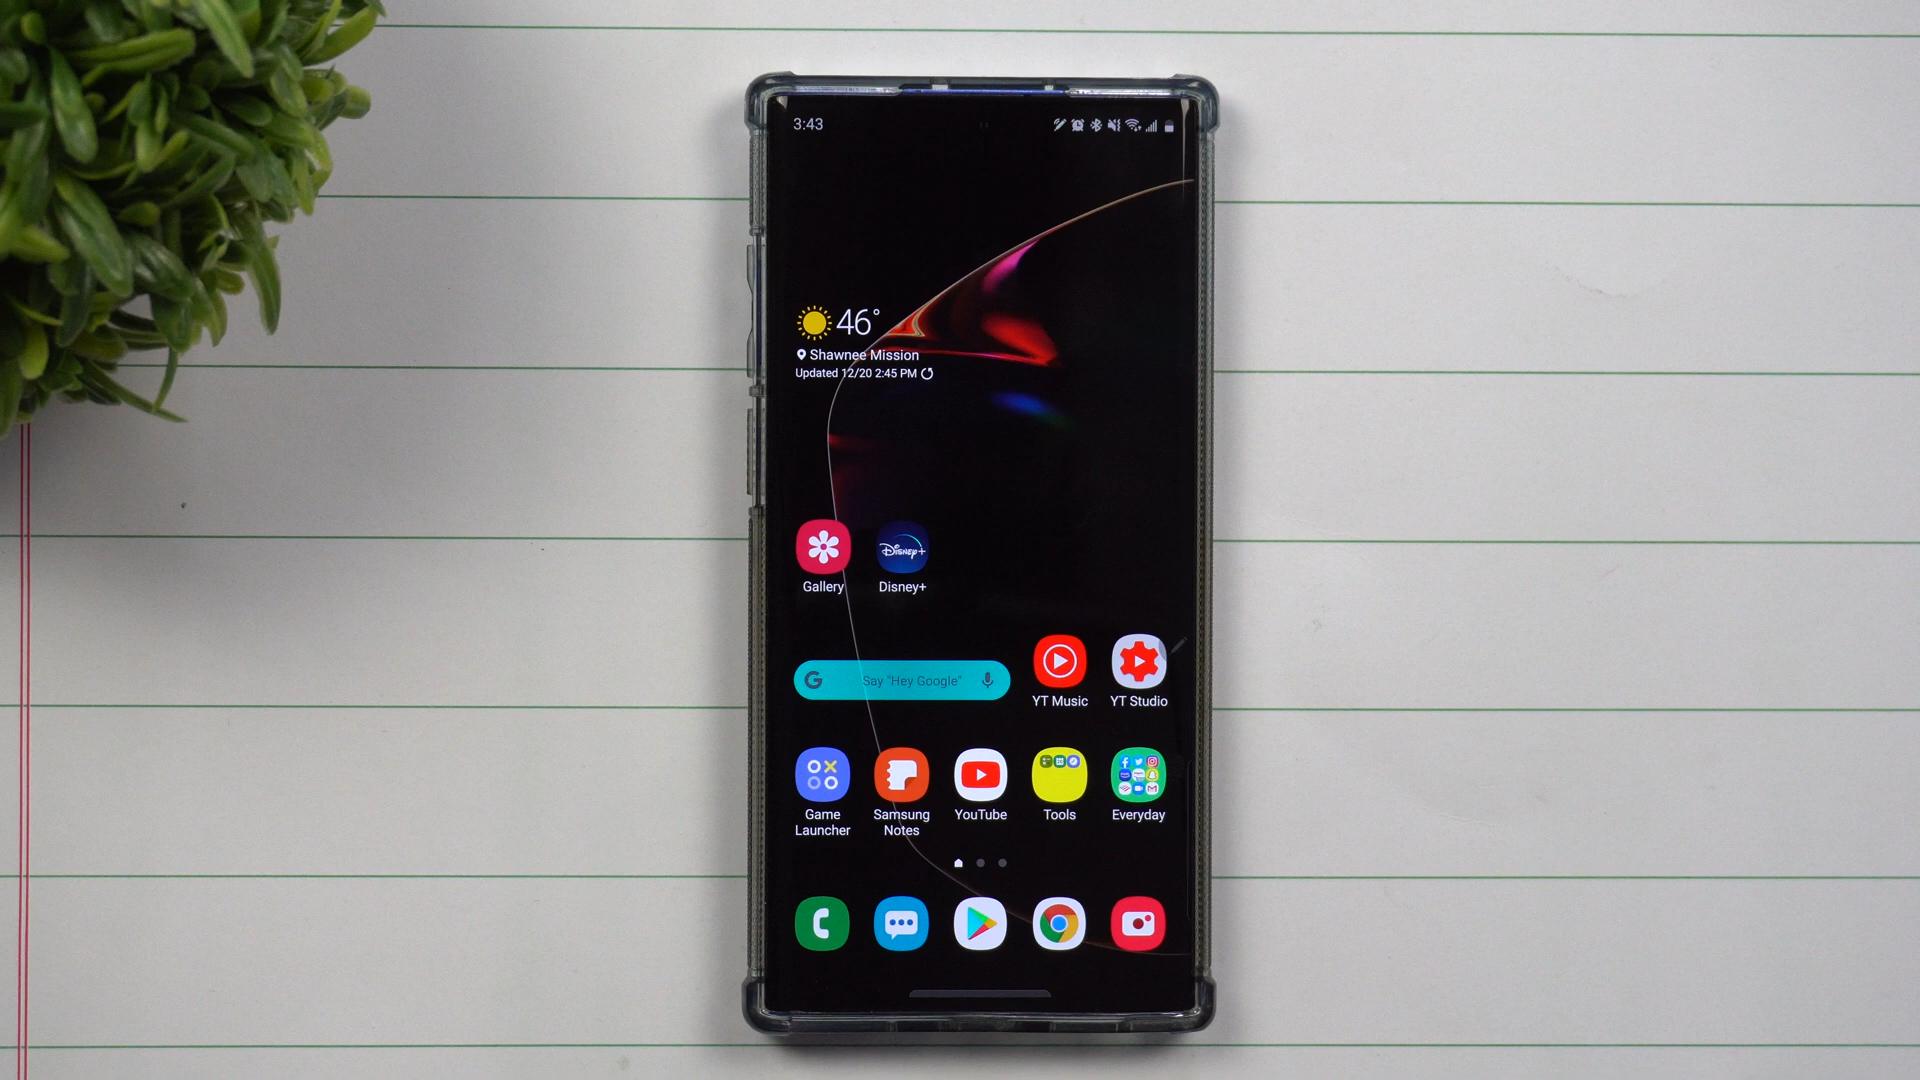 3:43
46°
Shawnee Mission
Updated 12/20 2:45 PM
Disney+
Gallery
Disney+
G
Say "Hey Google"
YT Music
YT Studio
Game
Launcher
Samsung
Notes
YouTube
Tools
Everyday